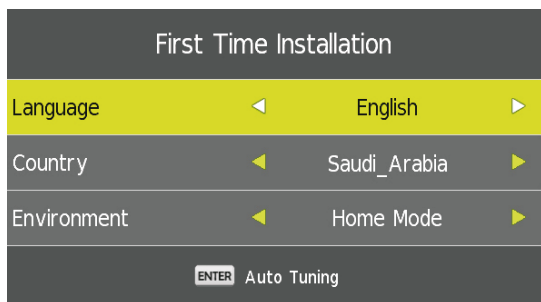 First Time Installation
Language English
Country Saudi_Arabia
Environment Home Mode
ENTER Auto Tuning